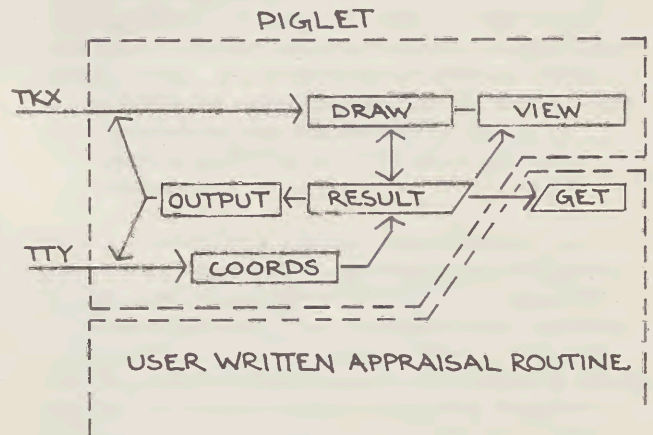 PIGLET
TKX
DRAW
VIEW
OUTPUT
RESULT
GET
TTY
COORDS
USER WRITTEN APPRAISAL ROUTINE